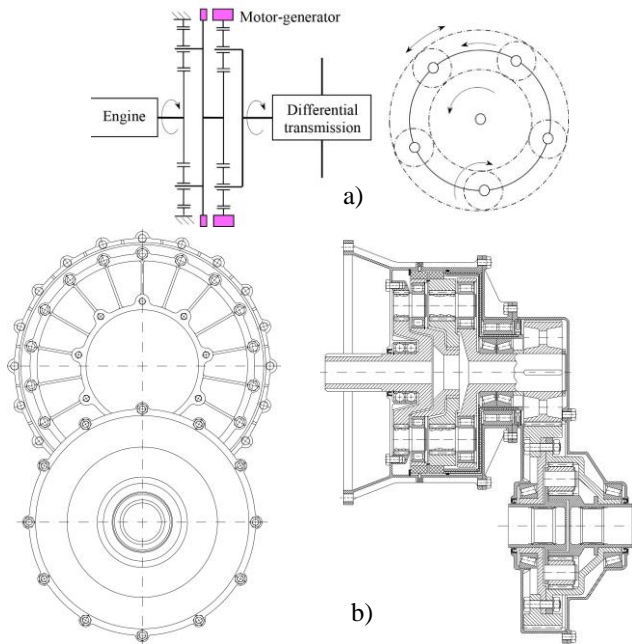 Motor-generator
Engine
Differential
transmission
a)
b)